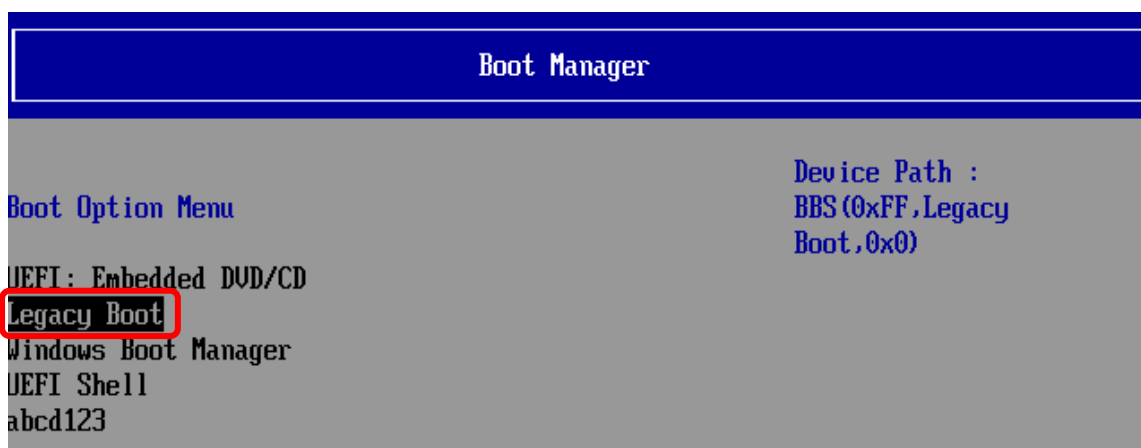 Boot Manager
Device Path :
Boot Option Menu
BBS(0xFF,Legacy
Boot,0x0)
UEFI: Embedded DVD/CD
Legacy Boot
Windows Boot Manager
UEFI Shell
abcd123